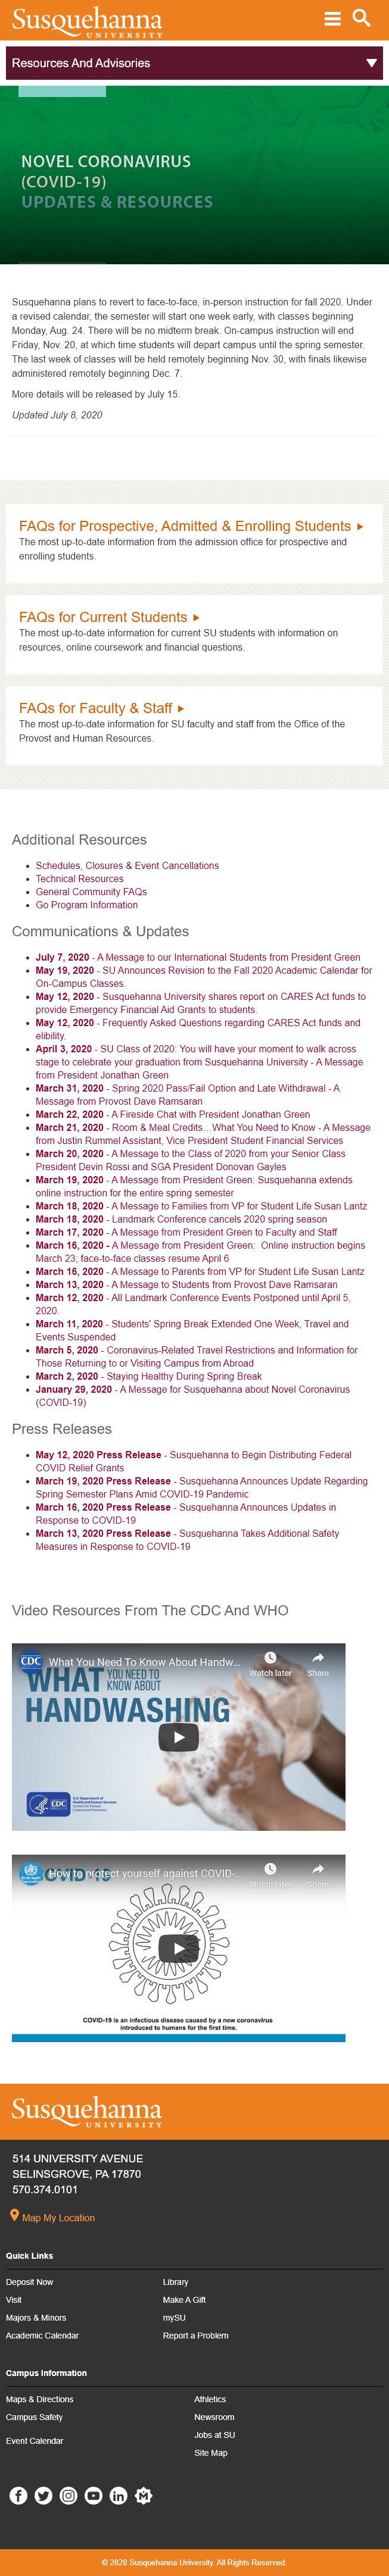 Susquehanna
UNIVERSITY
Resources And Advisories
NOVEL CORONAVIRUS
(COVID-19)
UPDATES & RESOURCES
Susquehanna plans to revert to face-to-face, in-person instruction for fall 2020. Under
a revised calendar, the semester will start one week early, with classes beginning
Monday, Aug. 24. There will be no midterm break. On-campus instruction will end
Friday, Nov. 20, at which time students will depart campus until the spring semester.
The last week of classes will be held remotely beginning Nov. 30, with finals likewise
administered remotely beginning Dec. 7.
More details will be released by July 15.
Updated July 8, 2020
FAQs for Prospective, Admitted & Enrolling Students
The most up-to-date information from the admission office for prospective and
enrolling students.
FAQs for Current Students
The most up-to-date information for current SU students with information on
resources, online coursework and financial questions.
FAQs for Faculty & Staff
The most up-to-date information for SU faculty and staff from the Office of the
Provost and Human Resources.
Additional Resources
Schedules, Closures & Event Cancellations
Technical Resources
General Community FAQs
Go Program Information
Communications & Updates
July 7, 2020 - A Message to our International Students from President Green
May 19, 2020 - SU Announces Revision to the Fall 2020 Academic Calendar for
On-Campus Classes.
May 12, 2020 - Susquehanna University shares report on CARES Act funds to
provide Emergency Financial Aid Grants to students.
May 12, 2020 - Frequently Asked Questions regarding CARES Act funds and
elibility.
April 3, 2020 - SU Class of 2020: You will have your moment to walk across
stage to celebrate your graduation from Susquehanna University - A Message
from President Jonathan Green
March 31, 2020 - Spring 2020 Pass/Fail Option and Late Withdrawal - A
Message from Provost Dave Ramsaran
March 22, 2020 - A Fireside Chat with President Jonathan Green
March 21, 2020 - Room & Meal Credits…What You Need to Know - A Message
from Justin Rummel Assistant, Vice President Student Financial Services
March 20, 2020 - A Message to the Class of 2020 from your Senior Class
President Devin Rossi and SGA President Donovan Gayles
March 19, 2020 - A Message from President Green: Susquehanna extends
online instruction for the entire spring semester
March 18, 2020 - A Message to Families from VP for Student Life Susan Lantz
March 18, 2020 - Landmark Conference cancels 2020 spring season
March 17, 2020 - A Message from President Green to Faculty and Staff
March 16, 2020 - A Message from President Green:  Online instruction begins
March 23; face-to-face classes resume April 6
March 16, 2020 - A Message to Parents from VP for Student Life Susan Lantz
March 13, 2020 - A Message to Students from Provost Dave Ramsaran
March 12, 2020 - All Landmark Conference Events Postponed until April 5,
2020.
March 11, 2020 - Students' Spring Break Extended One Week, Travel and
Events Suspended
March 5, 2020 - Coronavirus-Related Travel Restrictions and Information for
Those Returning to or Visiting Campus from Abroad
March 2, 2020 - Staying Healthy During Spring Break
January 29, 2020 - A Message for Susquehanna about Novel Coronavirus
(COVID-19)
Press Releases
May 12, 2020 Press Release - Susquehanna to Begin Distributing Federal
COVID Relief Grants
March 19, 2020 Press Release - Susquehanna Announces Update Regarding
Spring Semester Plans Amid COVID-19 Pandemic
March 16, 2020 Press Release - Susquehanna Announces Updates in
Response to COVID-19
March 13, 2020 Press Release - Susquehanna Takes Additional Safety
Measures in Response to COVID-19
Video Resources From The CDC And WHO
CDC What You Need To Know About Handw...
Watch later Share
WHAT YOU NEED TO KNOW ABOUT
HANDWASHING
CDC
How to protect yourself against COVID-...
Watch later Share
COVID-19
COVID-19 is an infectious disease caused by a new coronavirus
introduced to humans for the first time.
Susquehanna
UNIVERSITY
514 UNIVERSITY AVENUE
SELINSGROVE, PA 17870
570.374.0101
Map My Location
Quick Links
Deposit Now
Visit
Majors & Minors
Academic Calendar
Library
Make A Gift
mySU
Report a Problem
Campus Information
Maps & Directions
Campus Safety
Event Calendar
Athletics
Newsroom
Jobs at SU
Site Map
© 2020 Susquehanna University. All Rights Reserved.